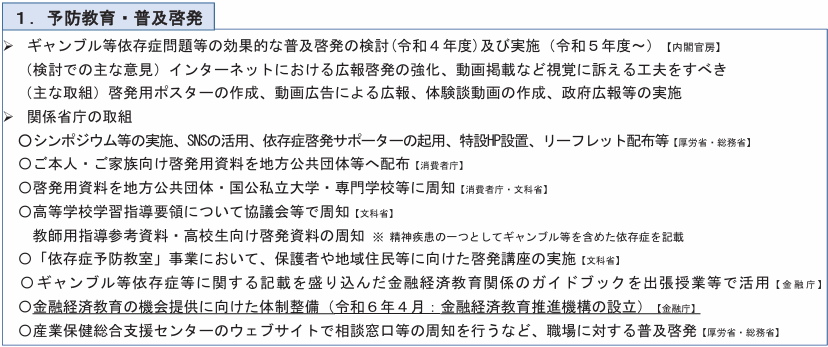 １．予防教育・普及啓発
➢ ギャンブル等依存症問題等の効果的な普及啓発の検討(令和４年度)及び実施（令和５年度～）【内閣官房】
（検討での主な意見）インターネットにおける広報啓発の強化、動画掲載など視覚に訴える工夫をすべき
（主な取組）啓発用ポスターの作成、動画広告による広報、体験談動画の作成、政府広報等の実施
➢ 関係省庁の取組
〇シンポジウム等の実施、SNSの活用、依存症啓発サポーターの起用、特設HP設置、リーフレット配布等【厚労省・総務省】
〇ご本人・ご家族向け啓発用資料を地方公共団体等へ配布【消費者庁】
〇啓発用資料を地方公共団体・国公私立大学・専門学校等に周知【消費者庁・文科省】
〇高等学校学習指導要領について協議会等で周知【文科省】
教師用指導参考資料・高校生向け啓発資料の周知 ※ 精神疾患の一つとしてギャンブル等を含めた依存症を記載
〇「依存症予防教室」事業において、保護者や地域住民等に向けた啓発講座の実施【文科省】
〇ギャンブル等依存症等に関する記載を盛り込んだ金融経済教育関係のガイドブックを出張授業等で活用【金融庁】
〇金融経済教育の機会提供に向けた体制整備（令和６年４月：金融経済教育推進機構の設立）【金融庁】
〇産業保健総合支援センターのウェブサイトで相談窓口等の周知を行うなど、職場に対する普及啓発【厚労省・総務省】